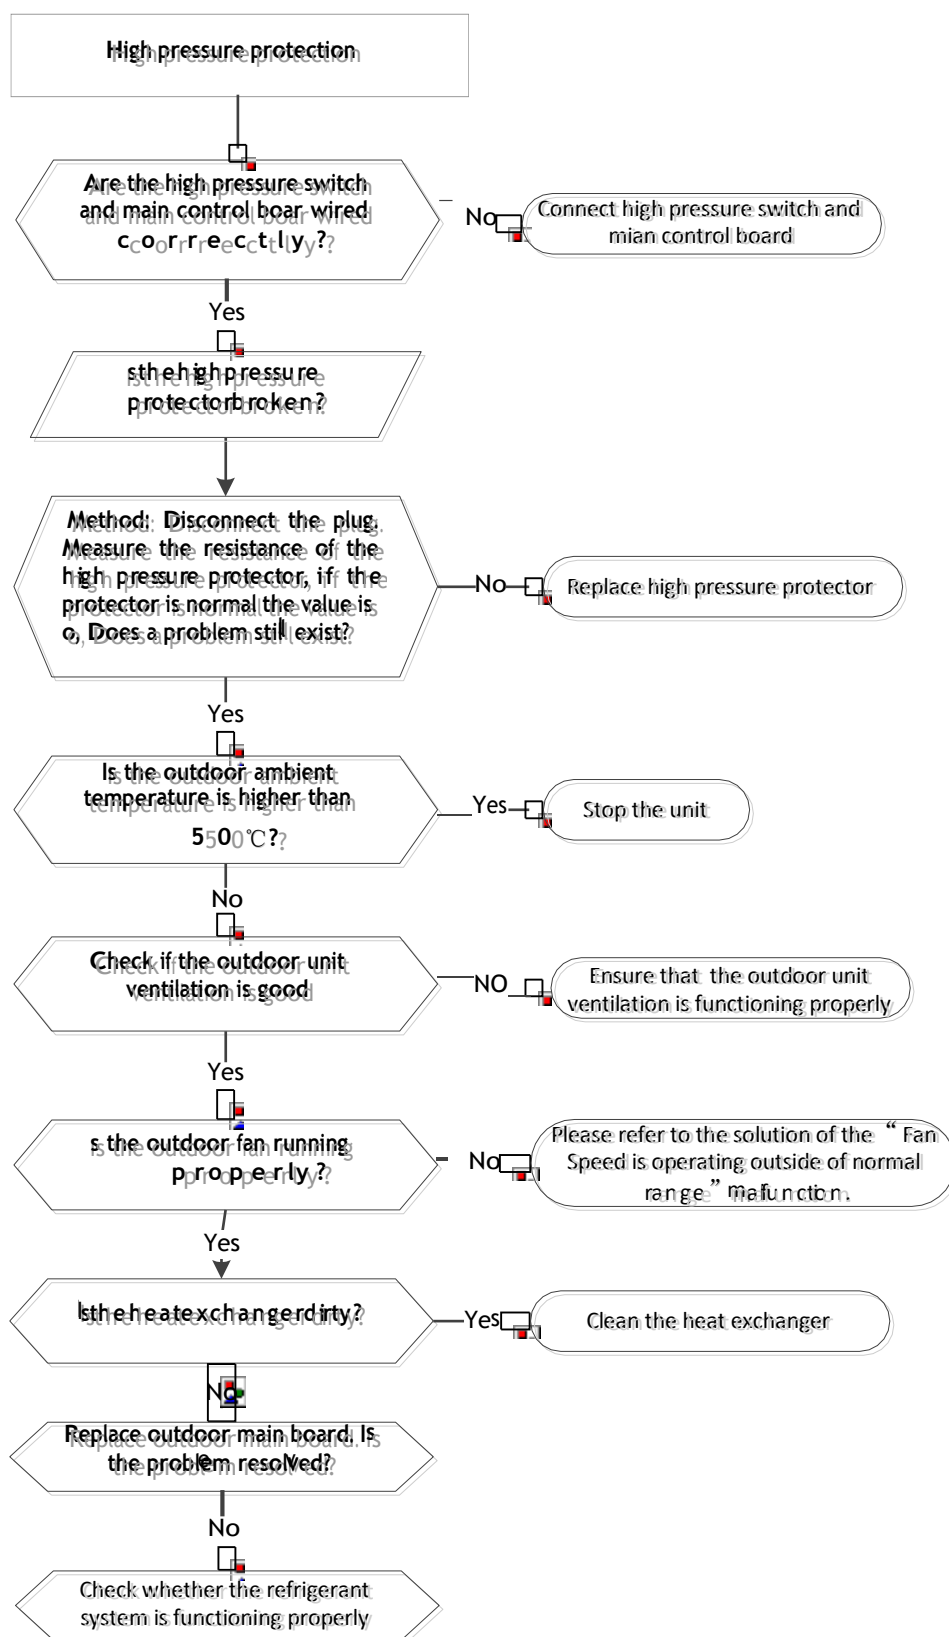 High pressure protection
Are the high pressure switch
and main control boar wired
correctly?
No
Connect high pressure switch and
mian control board
Yes
Is the high pressure
protector broken?
Method: Disconnect the plug.
Measure the resistance of the
high pressure protector, if the
protector is normal the value is
o, Does a problem still exist?
No
Replace high pressure protector
Yes
Is the outdoor ambient
temperature is higher than
50℃?
Yes
Stop the unit
No
Check if the outdoor unit
ventilation is good
NO
Ensure that the outdoor unit
ventilation is functioning properly
Yes
s the outdoor fan running
properly?
No
Please refer to the solution of the “Fan
Speed is operating outside of normal
range” malfunction.
Yes
Is the heat exchanger dirty?
Yes
Clean the heat exchanger
No
Replace outdoor main board. Is
the problem resolved?
No
Check whether the refrigerant
system is functioning properly